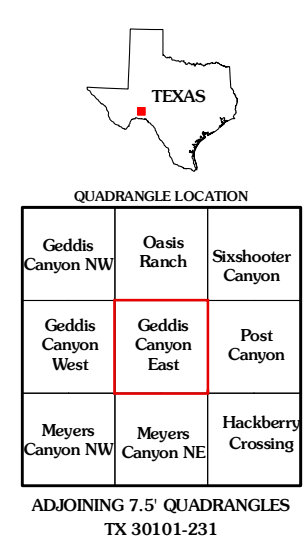 TEXAS
QUADRANGLE LOCATION
Geddis
Canyon NW
Oasis
Ranch
Sixshooter
Canyon
Geddis
Canyon
West
Geddis
Canyon
East
Post
Canyon
Meyers
Canyon NW
Meyers
Canyon NE
Hackberry
Crossing
ADJOINING 7.5' QUADRANGLES
TX 30101-231